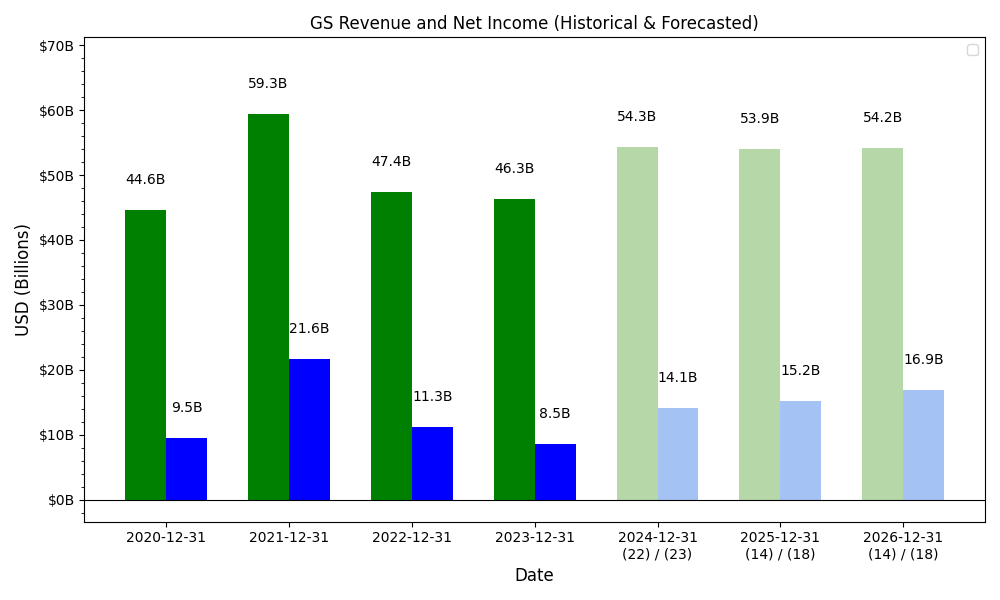 GS Revenue and Net Income (Historical & Forecasted)
$70B
$60B
$50B
$40B
$30B
$20B
$10B
$0B
USD (Billions)
44.6B
9.5B
59.3B
21.6B
47.4B
11.3B
46.3B
8.5B
54.3B
14.1B
53.9B
15.2B
54.2B
16.9B
2020-12-31
2021-12-31
2022-12-31
2023-12-31
2024-12-31
(22) / (23)
2025-12-31
(14) / (18)
2026-12-31
(14) / (18)
Date